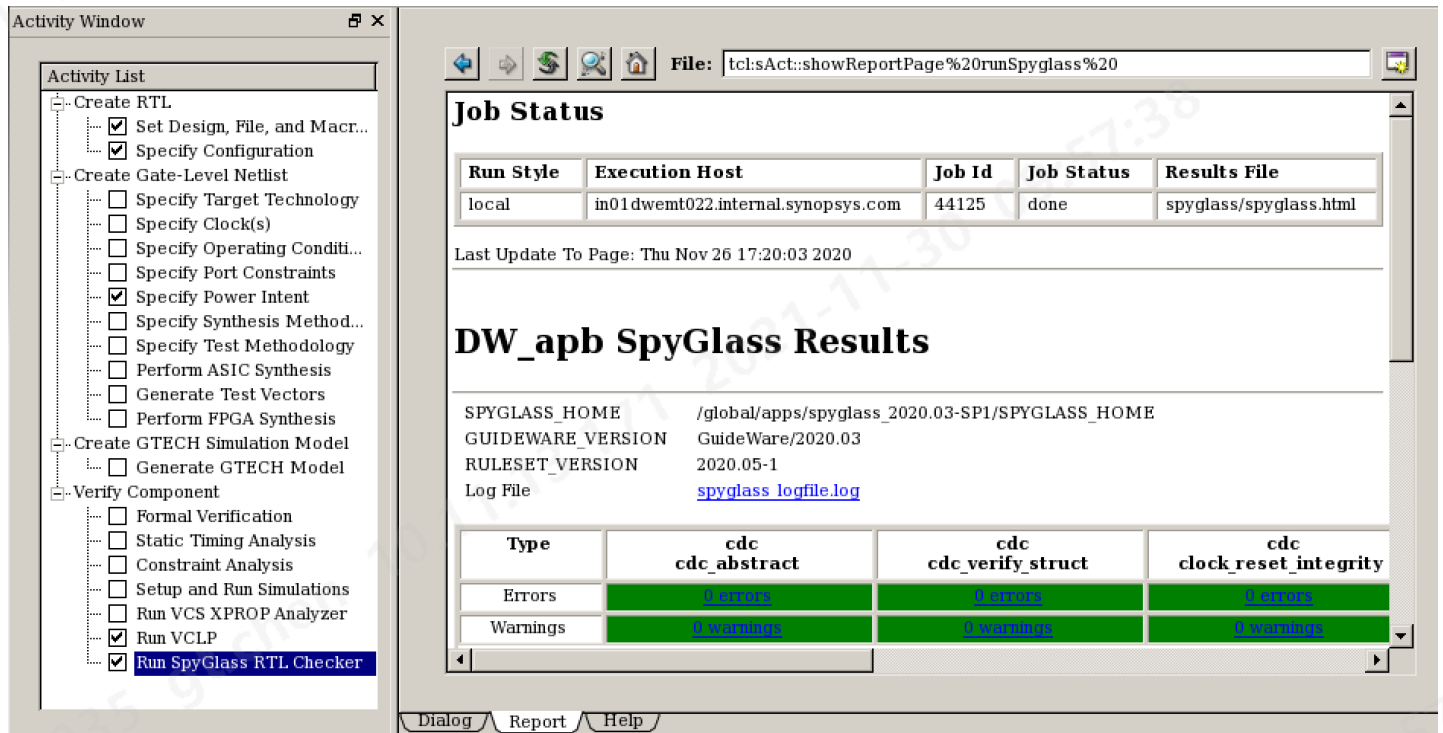 Activity Window
Activity List
Create RTL
Set Design, File, and Macr...
Specify Configuration
Create Gate-Level Netlist
Specify Target Technology
Specify Clock(s)
Specify Operating Conditi...
Specify Port Constraints
Specify Power Intent
Specify Synthesis Method...
Specify Test Methodology
Perform ASIC Synthesis
Generate Test Vectors
Perform FPGA Synthesis
Create GTECH Simulation Model
Generate GTECH Model
Verify Component
Formal Verification
Static Timing Analysis
Constraint Analysis
Setup and Run Simulations
Run VCS XPROP Analyzer
Run VCLP
Run SpyGlass RTL Checker
File: tcl:sAct::showReportPage%20runSpyglass%20
Job Status
Run Style Execution Host Job Id Job Status Results File
local in01dwemt022.internal.synopsys.com 44125 done spyglass/spyglass.html
Last Update To Page: Thu Nov 26 17:20:03 2020
DW_apb SpyGlass Results
SPYGLASS_HOME /global/apps/spyglass_2020.03-SP1/SPYGLASS_HOME
GUIDEWARE_VERSION GuideWare/2020.03
RULESET_VERSION 2020.05-1
Log File spyglass_logfile.log
Type cdc cdc cdc
cdc_abstract cdc_verify_struct clock_reset_integrity
Errors 0 errors 0 errors 0 errors
Warnings 0 warnings 0 warnings 0 warnings
Dialog Report Help
2021-11-30 09:57:38